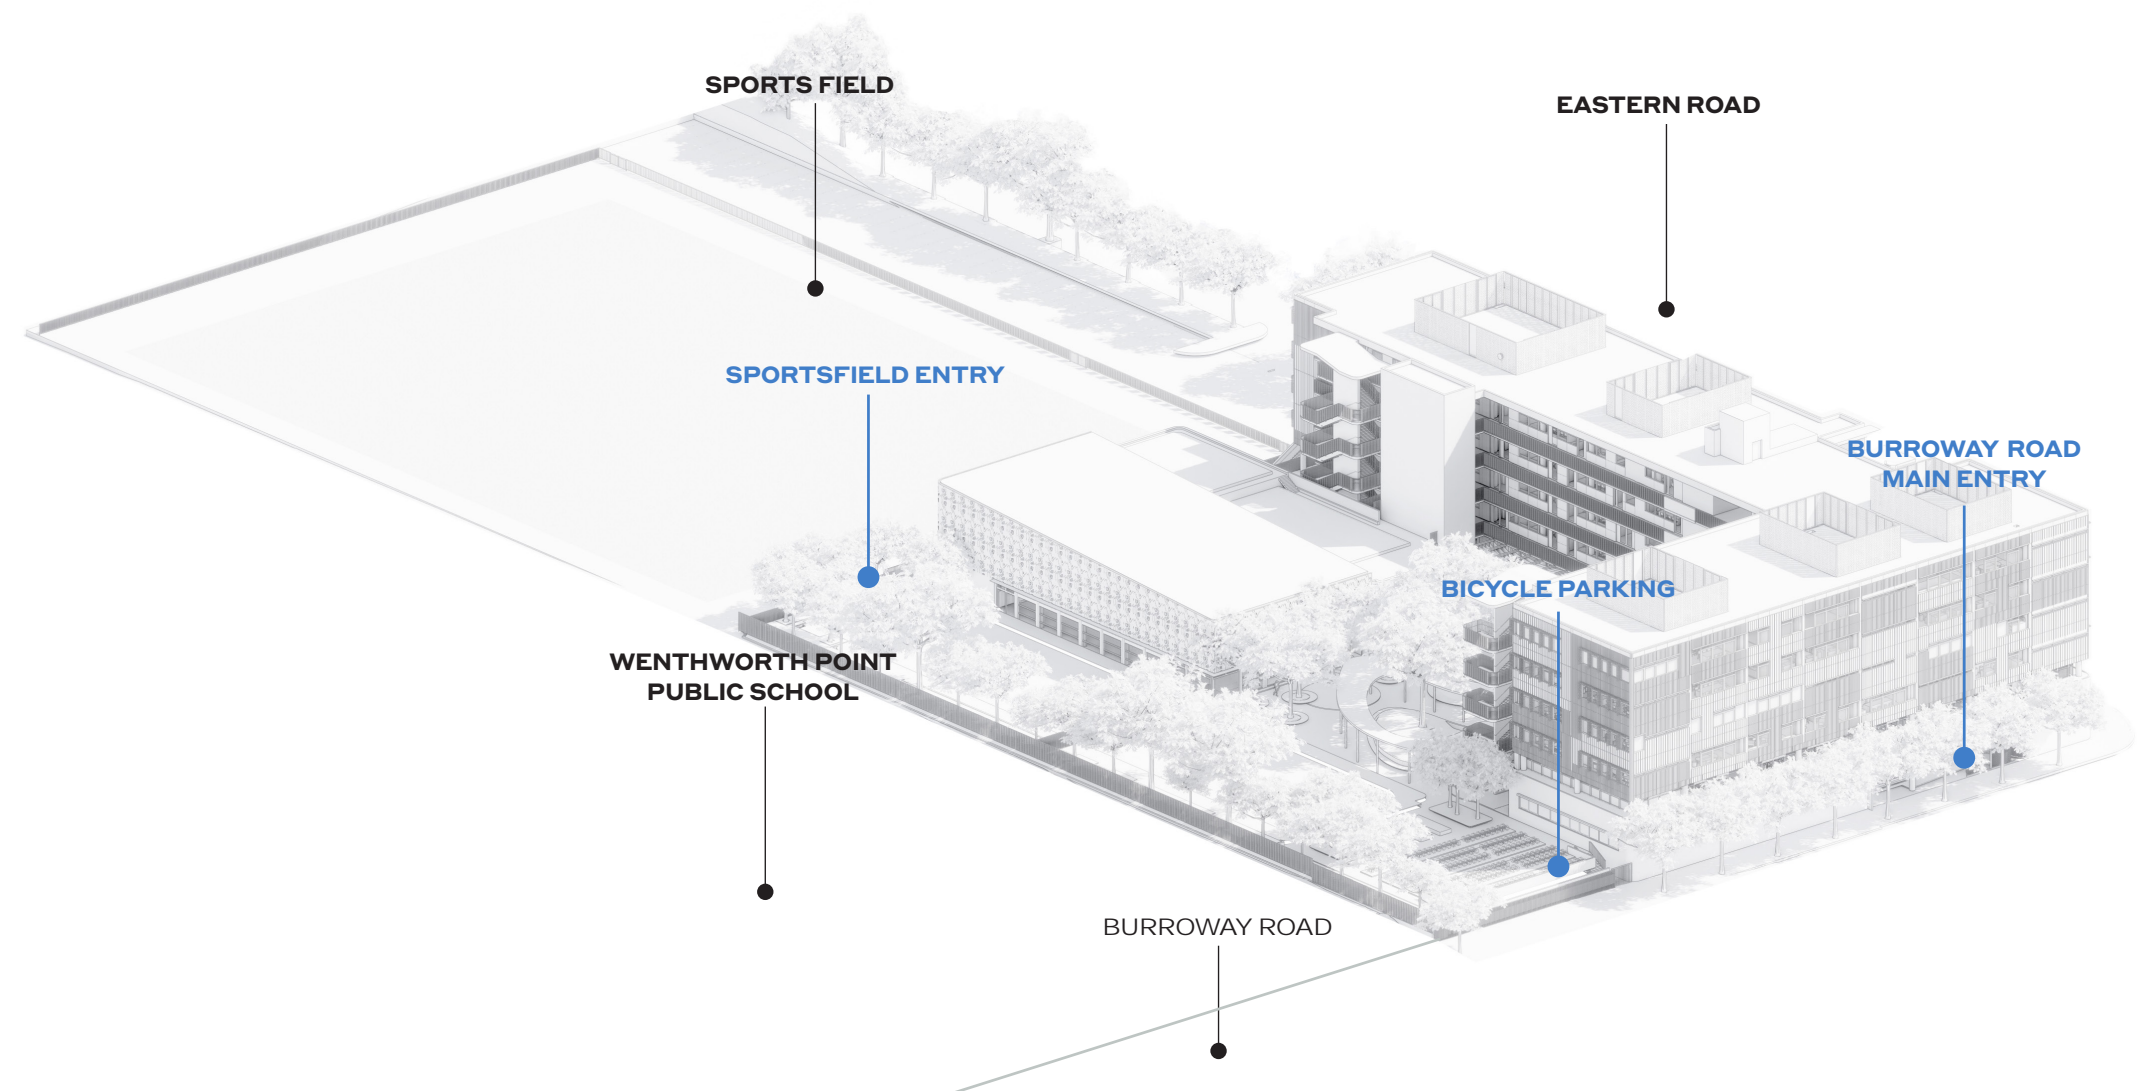 SPORTS FIELD
EASTERN ROAD
SPORTSFIELD ENTRY
BURROWAY ROAD
MAIN ENTRY
BICYCLE PARKING
WENTHWORTH POINT
PUBLIC SCHOOL
BURROWAY ROAD